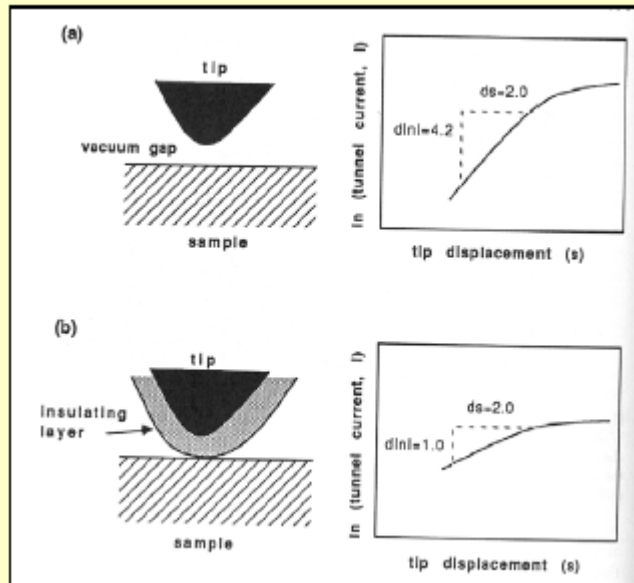 (a)
tip
vacuum gap
sample
ds=2.0
dlnI=4.2
ln (tunnel current, I)
tip displacement (s)
(b)
tip
insulating
layer
sample
ds=2.0
dlnI=1.0
ln (tunnel current, I)
tip displacement (s)